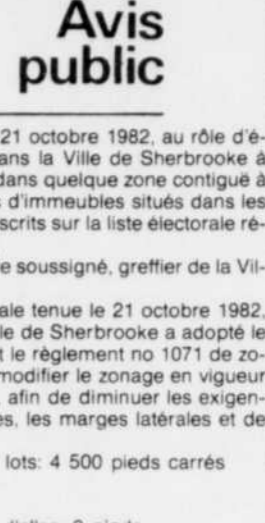 Avis
public
21 octobre 1982, au rôle d'é-
ans la Ville de Sherbrooke à
dans quelque zone contiguë à
s d'immeubles situés dans les
scrits sur la liste électorale ré-
e soussigné, greffier de la Vil-
ale tenue le 21 octobre 1982,
lle de Sherbrooke a adopté le
t le règlement no 1071 de zo-
modifier le zonage en vigueur
afin de diminuer les exigen-
es, les marges latérales et de
lots: 4 500 pieds carrés